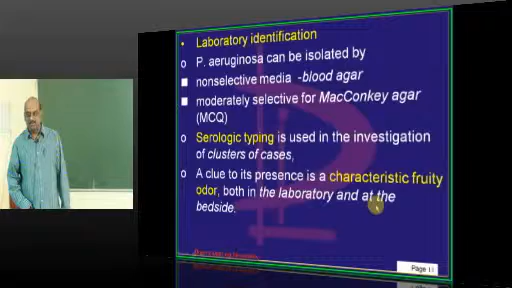 • Laboratory identification
o P. aeruginosa can be isolated by
nonselective media -blood agar
moderately selective for MacConkey agar
(MCQ)
o Serologic typing is used in the investigation
of clusters of cases,
o A clue to its presence is a characteristic fruity
odor, both in the laboratory and at the
bedside.
Page 11